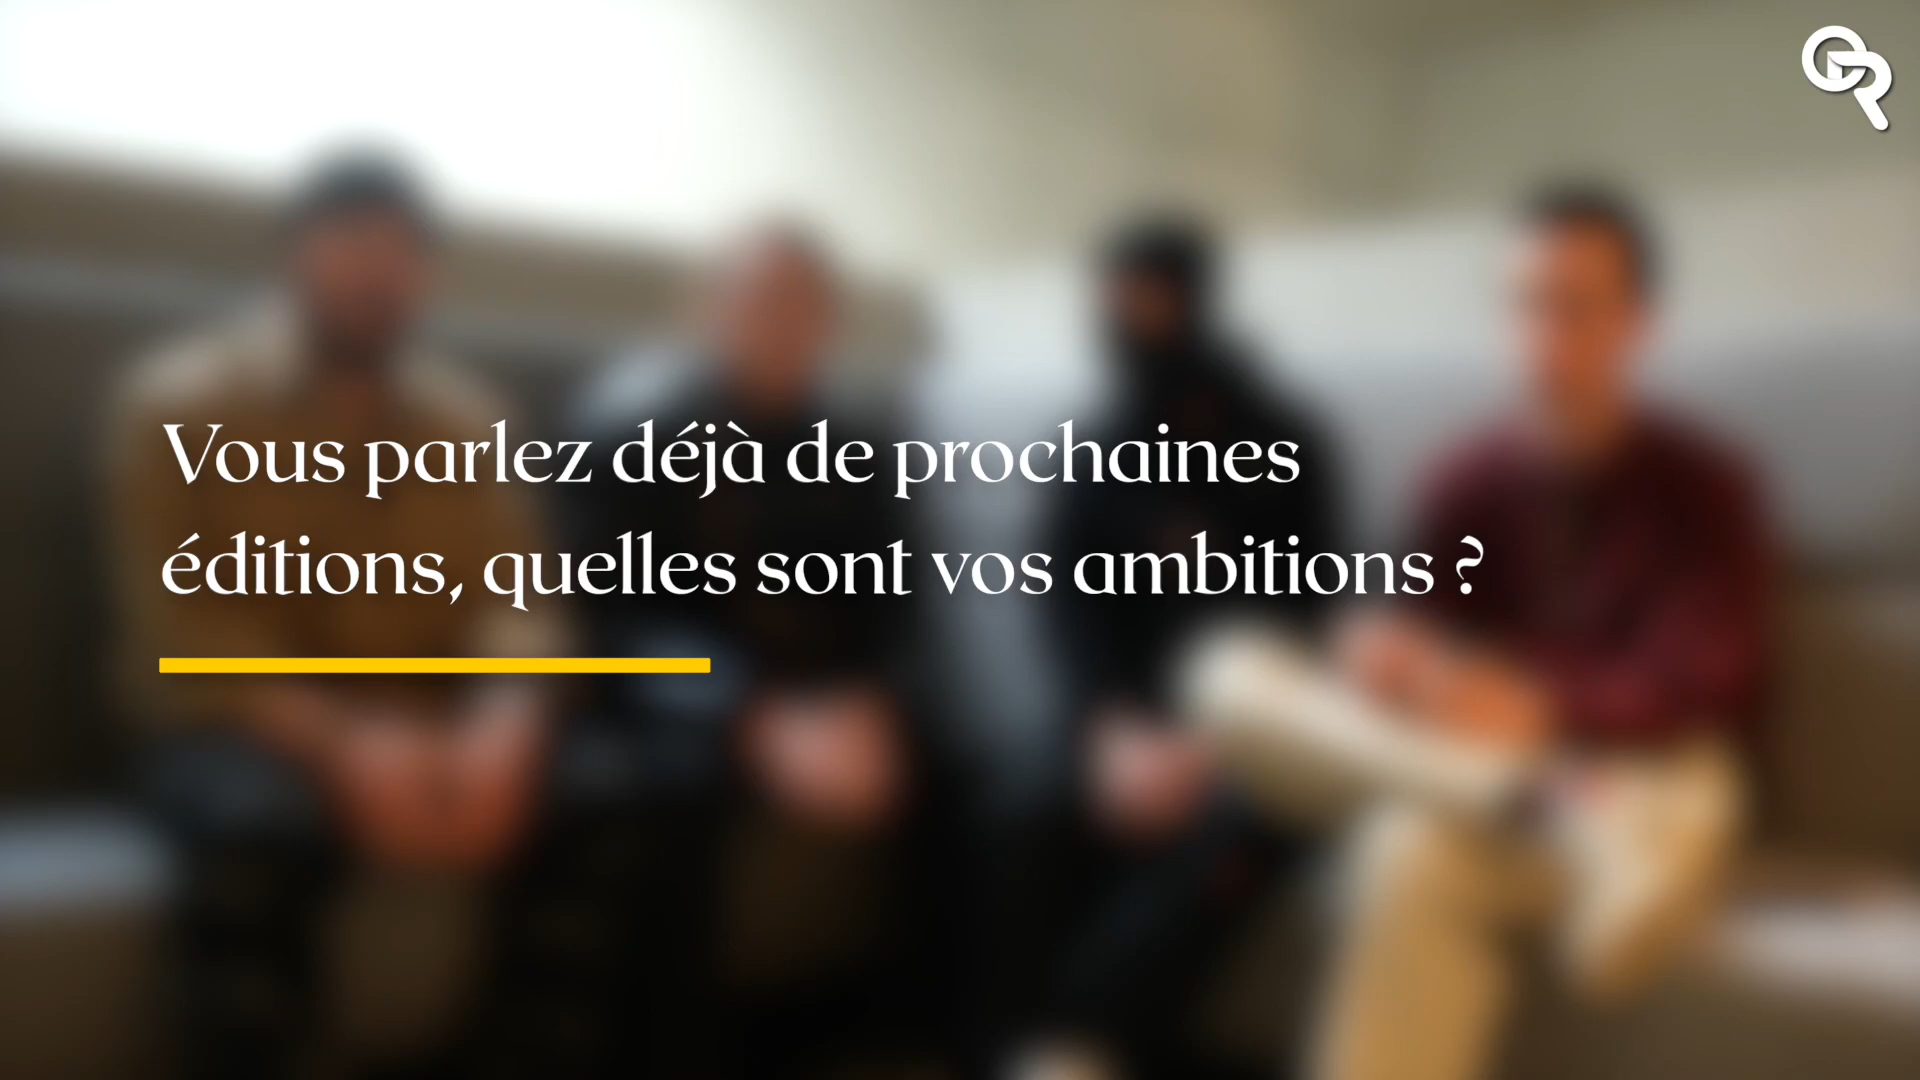 Vous parlez déjà de prochaines
éditions, quelles sont vos ambitions ?